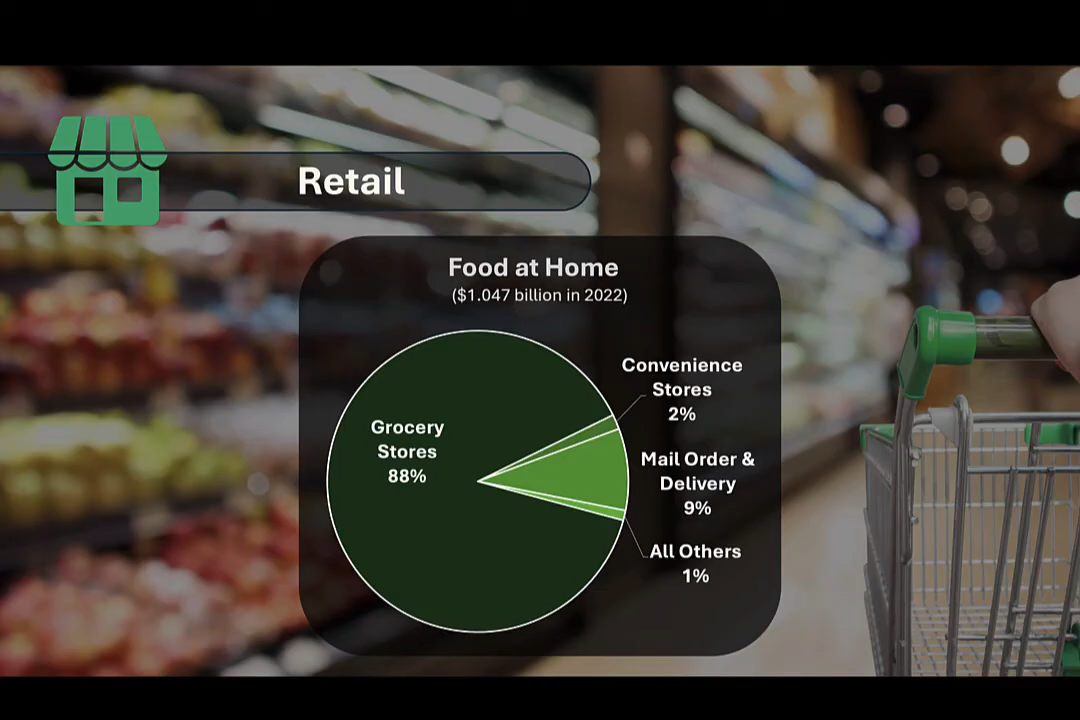 Retail
Food at Home
($1.047 billion in 2022)
Convenience
Stores
2%
Grocery
Stores
88%
Mail Order &
Delivery
9%
All Others
1%